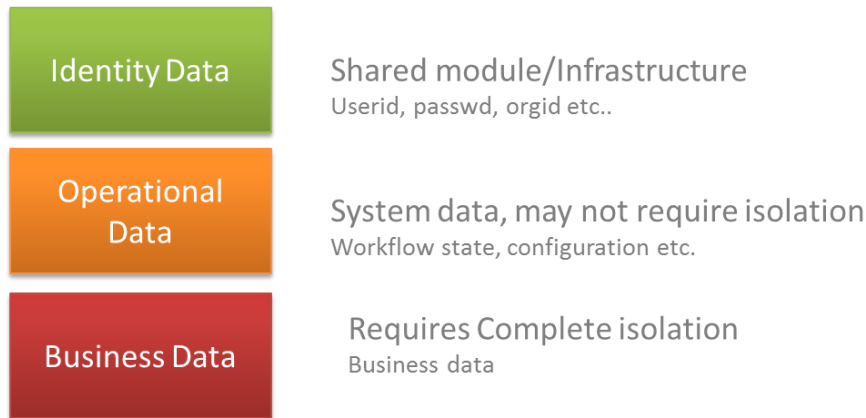 Identity Data
Shared module/Infrastructure
Userid, passwd, orgid etc..
Operational
Data
System data, may not require isolation
Workflow state, configuration etc.
Business Data
Requires Complete isolation
Business data